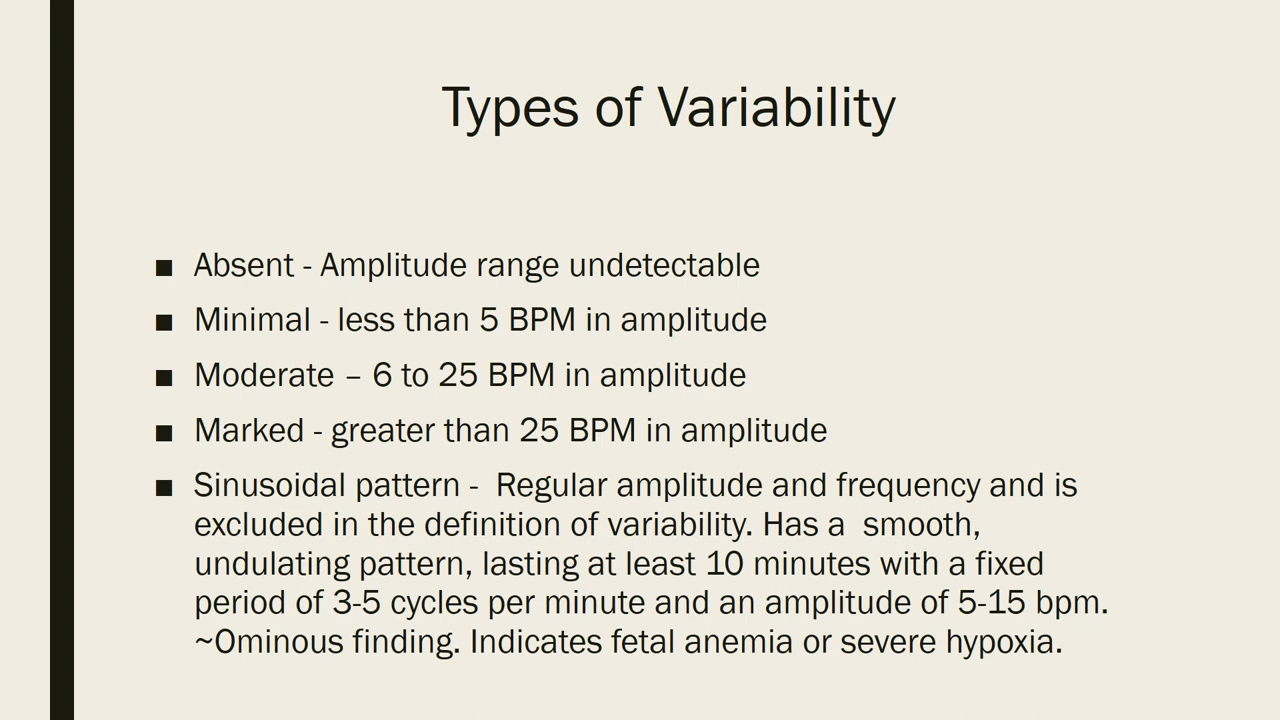 Types of Variability
■ Absent - Amplitude range undetectable
■ Minimal - less than 5 BPM in amplitude
■ Moderate – 6 to 25 BPM in amplitude
■ Marked - greater than 25 BPM in amplitude
■ Sinusoidal pattern -  Regular amplitude and frequency and is
excluded in the definition of variability. Has a  smooth,
undulating pattern, lasting at least 10 minutes with a fixed
period of 3-5 cycles per minute and an amplitude of 5-15 bpm.
~Ominous finding. Indicates fetal anemia or severe hypoxia.